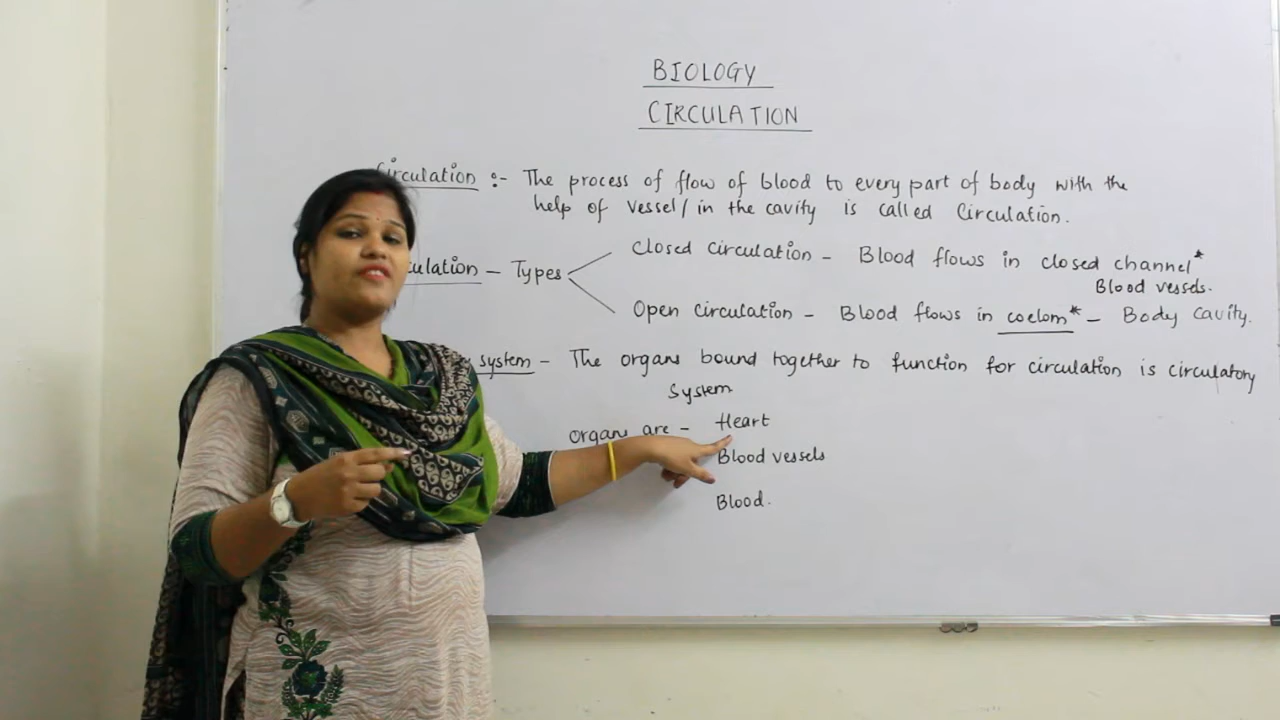 BIOLOGY
CIRCULATION
Circulation :- The process of flow of blood to every part of body with the
help of vessel/ in the cavity is called Circulation.
culation - Types
Closed Circulation - Blood flows in closed channel*
Blood vessels.
Open Circulation - Blood flows in coelom* - Body cavity.
system - The organs bound together to function for circulation is circulatory
System
Organs are - Heart
Blood vessels
Blood.